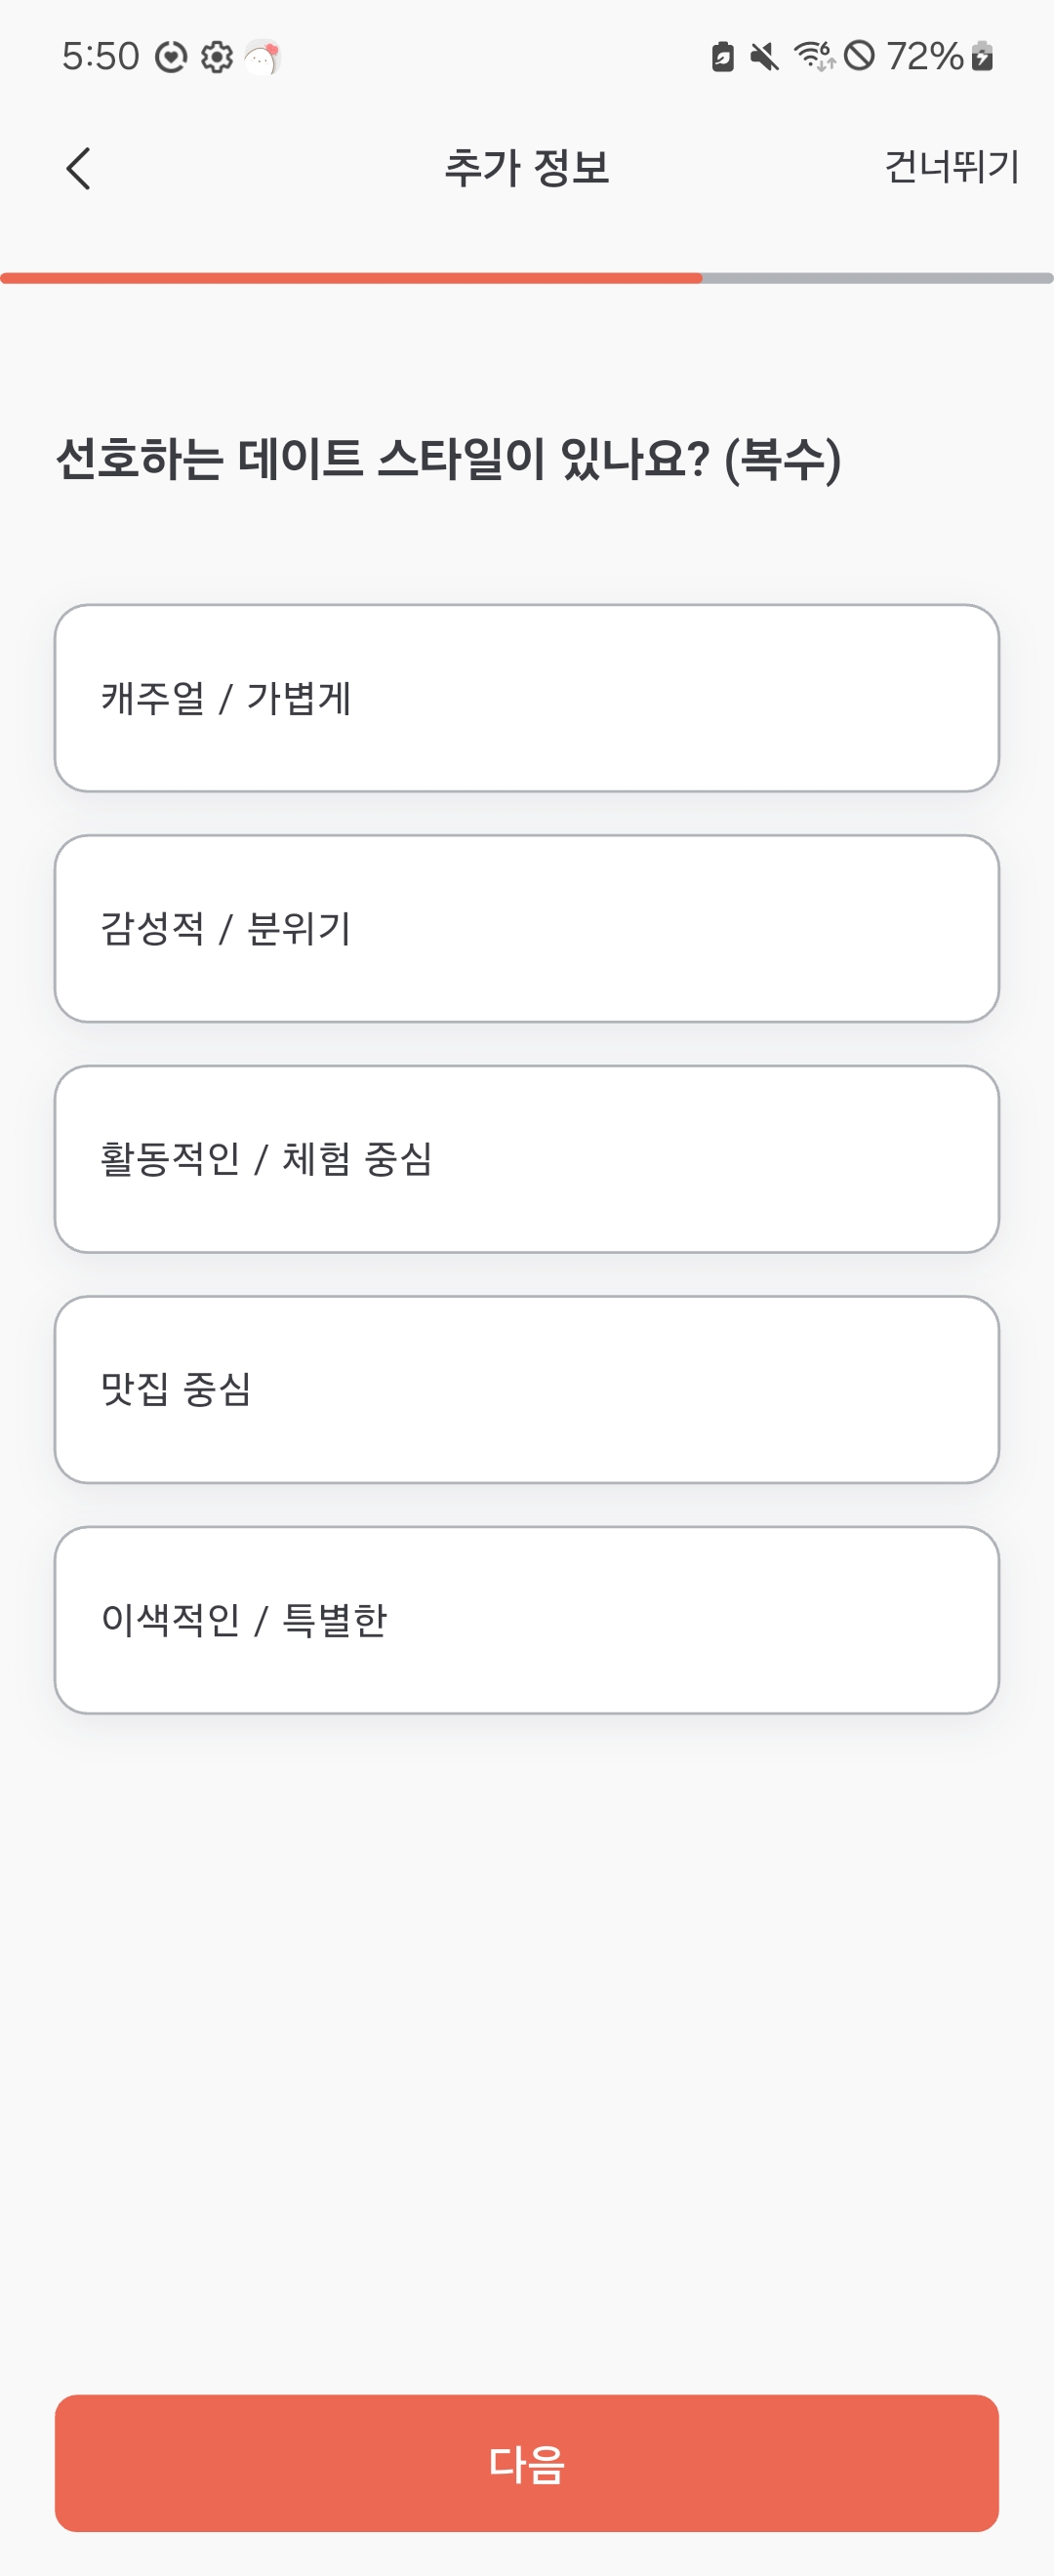 5:50
72%
추가 정보
건너뛰기
선호하는 데이트 스타일이 있나요? (복수)
캐주얼 / 가볍게
감성적 / 분위기
활동적인 / 체험 중심
맛집 중심
이색적인 / 특별한
다음